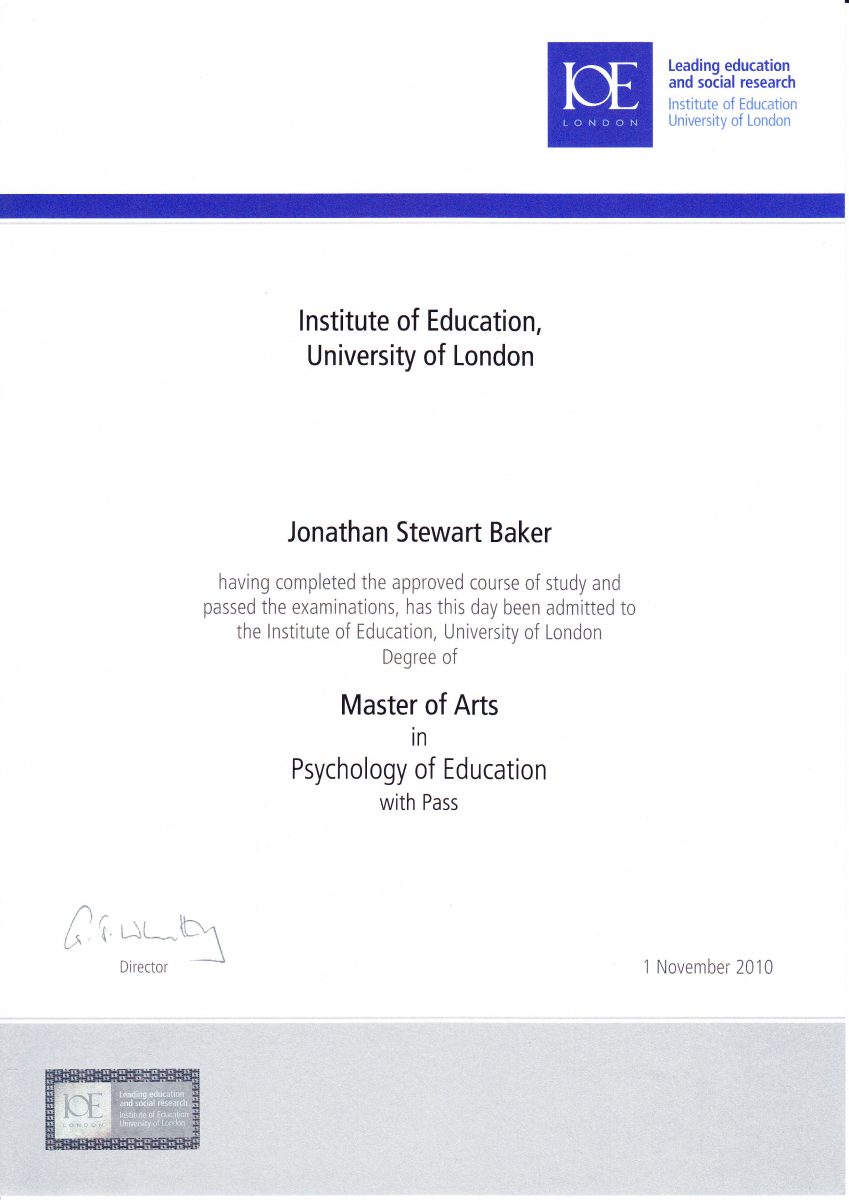 IOE
LONDON
Leading education
and social research
Institute of Education
University of London
Institute of Education,
University of London
Jonathan Stewart Baker
having completed the approved course of study and
passed the examinations, has this day been admitted to
the Institute of Education, University of London
Degree of
Master of Arts
in
Psychology of Education
with Pass
Director
1 November 2010
IOE
LONDON
Leading education
and social research
Institute of Education
University of London